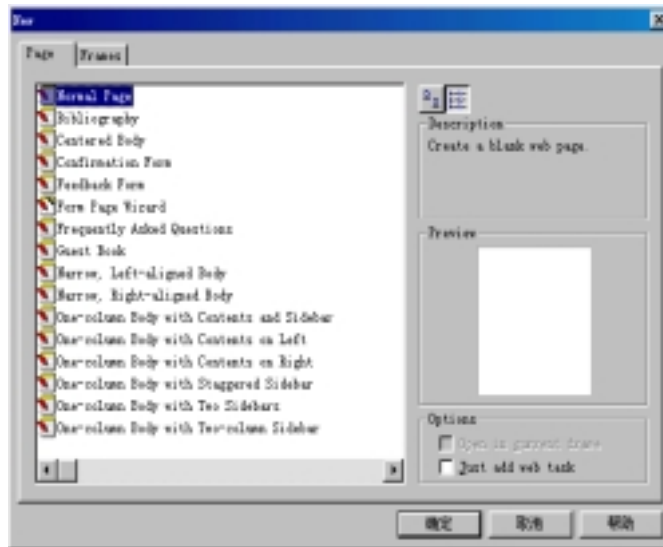 New
Page
Frames
Normal Page
Bibliography
Centered Body
Confirmation Form
Feedback Form
Form Page Wizard
Frequently Asked Questions
Guest Book
Narrow, Left-aligned Body
Narrow, Right-aligned Body
One-column Body with Contents and Sidebar
One-column Body with Contents on Left
One-column Body with Contents on Right
One-column Body with Staggered Sidebar
One-column Body with Two Sidebars
One-column Body with Two-column Sidebar
Description
Create a blank web page.
Preview
Options
Open in current frame
Just add web task
确定
取消
帮助